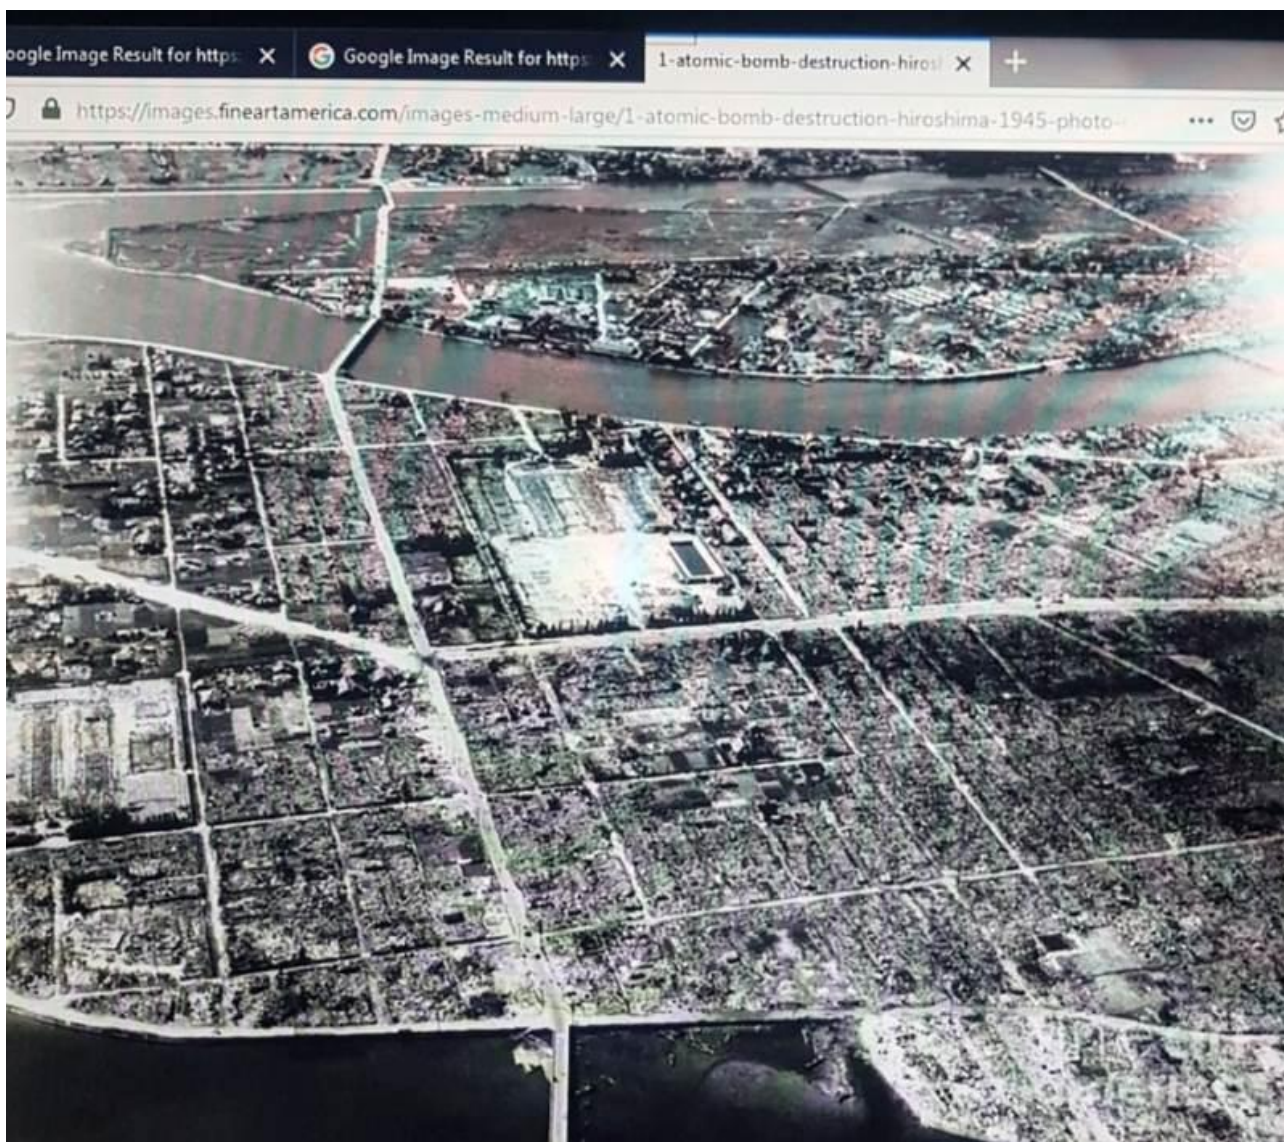 oogle Image Result for https:
Google Image Result for https:
1-atomic-bomb-destruction-hirosh
https://images.fineartamerica.com/images-medium-large/1-atomic-bomb-destruction-hiroshima-1945-photo-